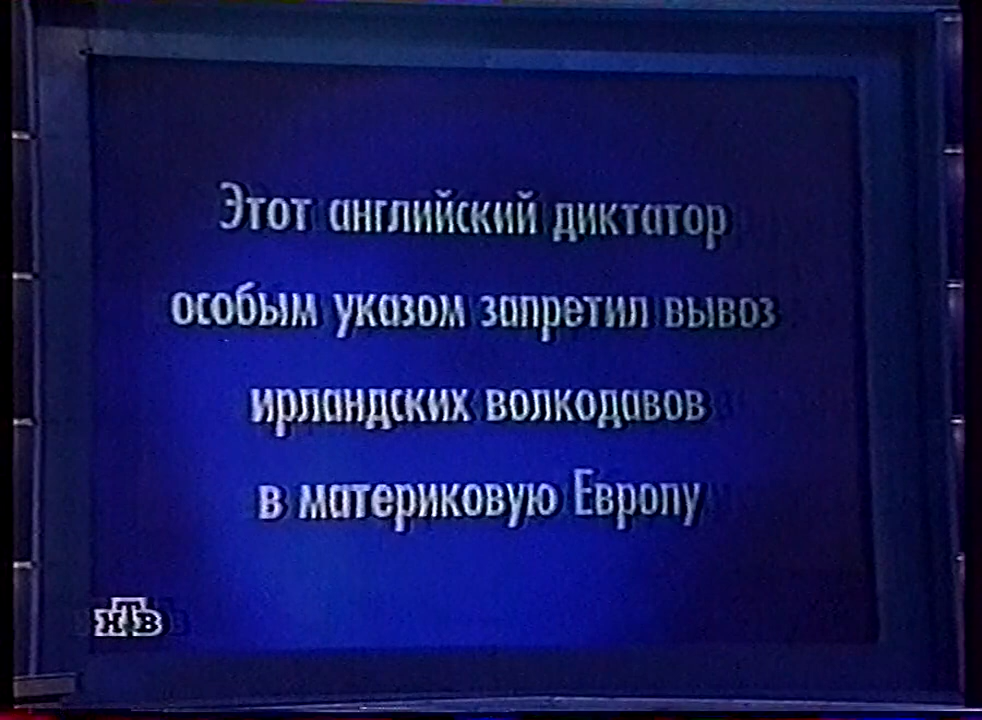 Этот английский диктатор
особым указом запретил вывоз
ирландских волкодавов
в материковую Европу
НТВ